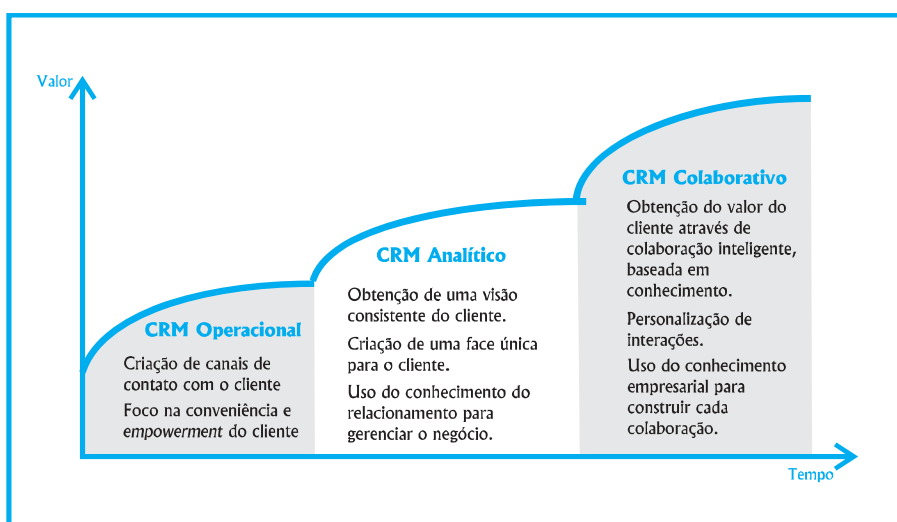 Valor
CRM Operacional
Criação de canais de
contato com o cliente
Foco na conveniência e
empowerment do cliente
CRM Analítico
Obtenção de uma visão
consistente do cliente.
Criação de uma face única
para o cliente.
Uso do conhecimento do
relacionamento para
gerenciar o negócio.
CRM Colaborativo
Obtenção do valor do
cliente através de
colaboração inteligente,
baseada em
conhecimento.
Personalização de
interações.
Uso do conhecimento
empresarial para
construir cada
colaboração.
Tempo